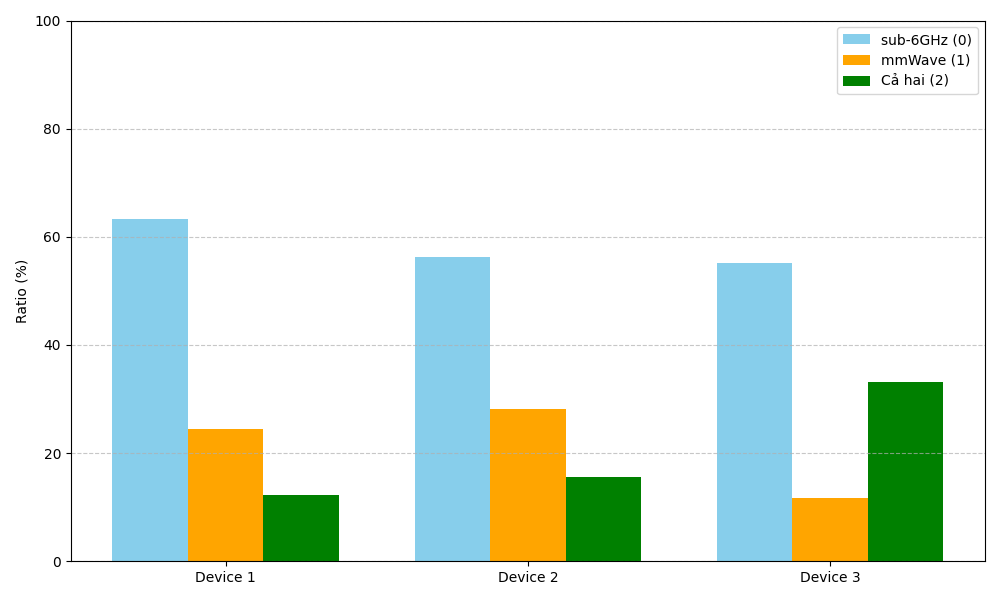 100
80
60
40
20
0
Ratio (%)
sub-6GHz (0)
mmWave (1)
Cả hai (2)
Device 1
Device 2
Device 3